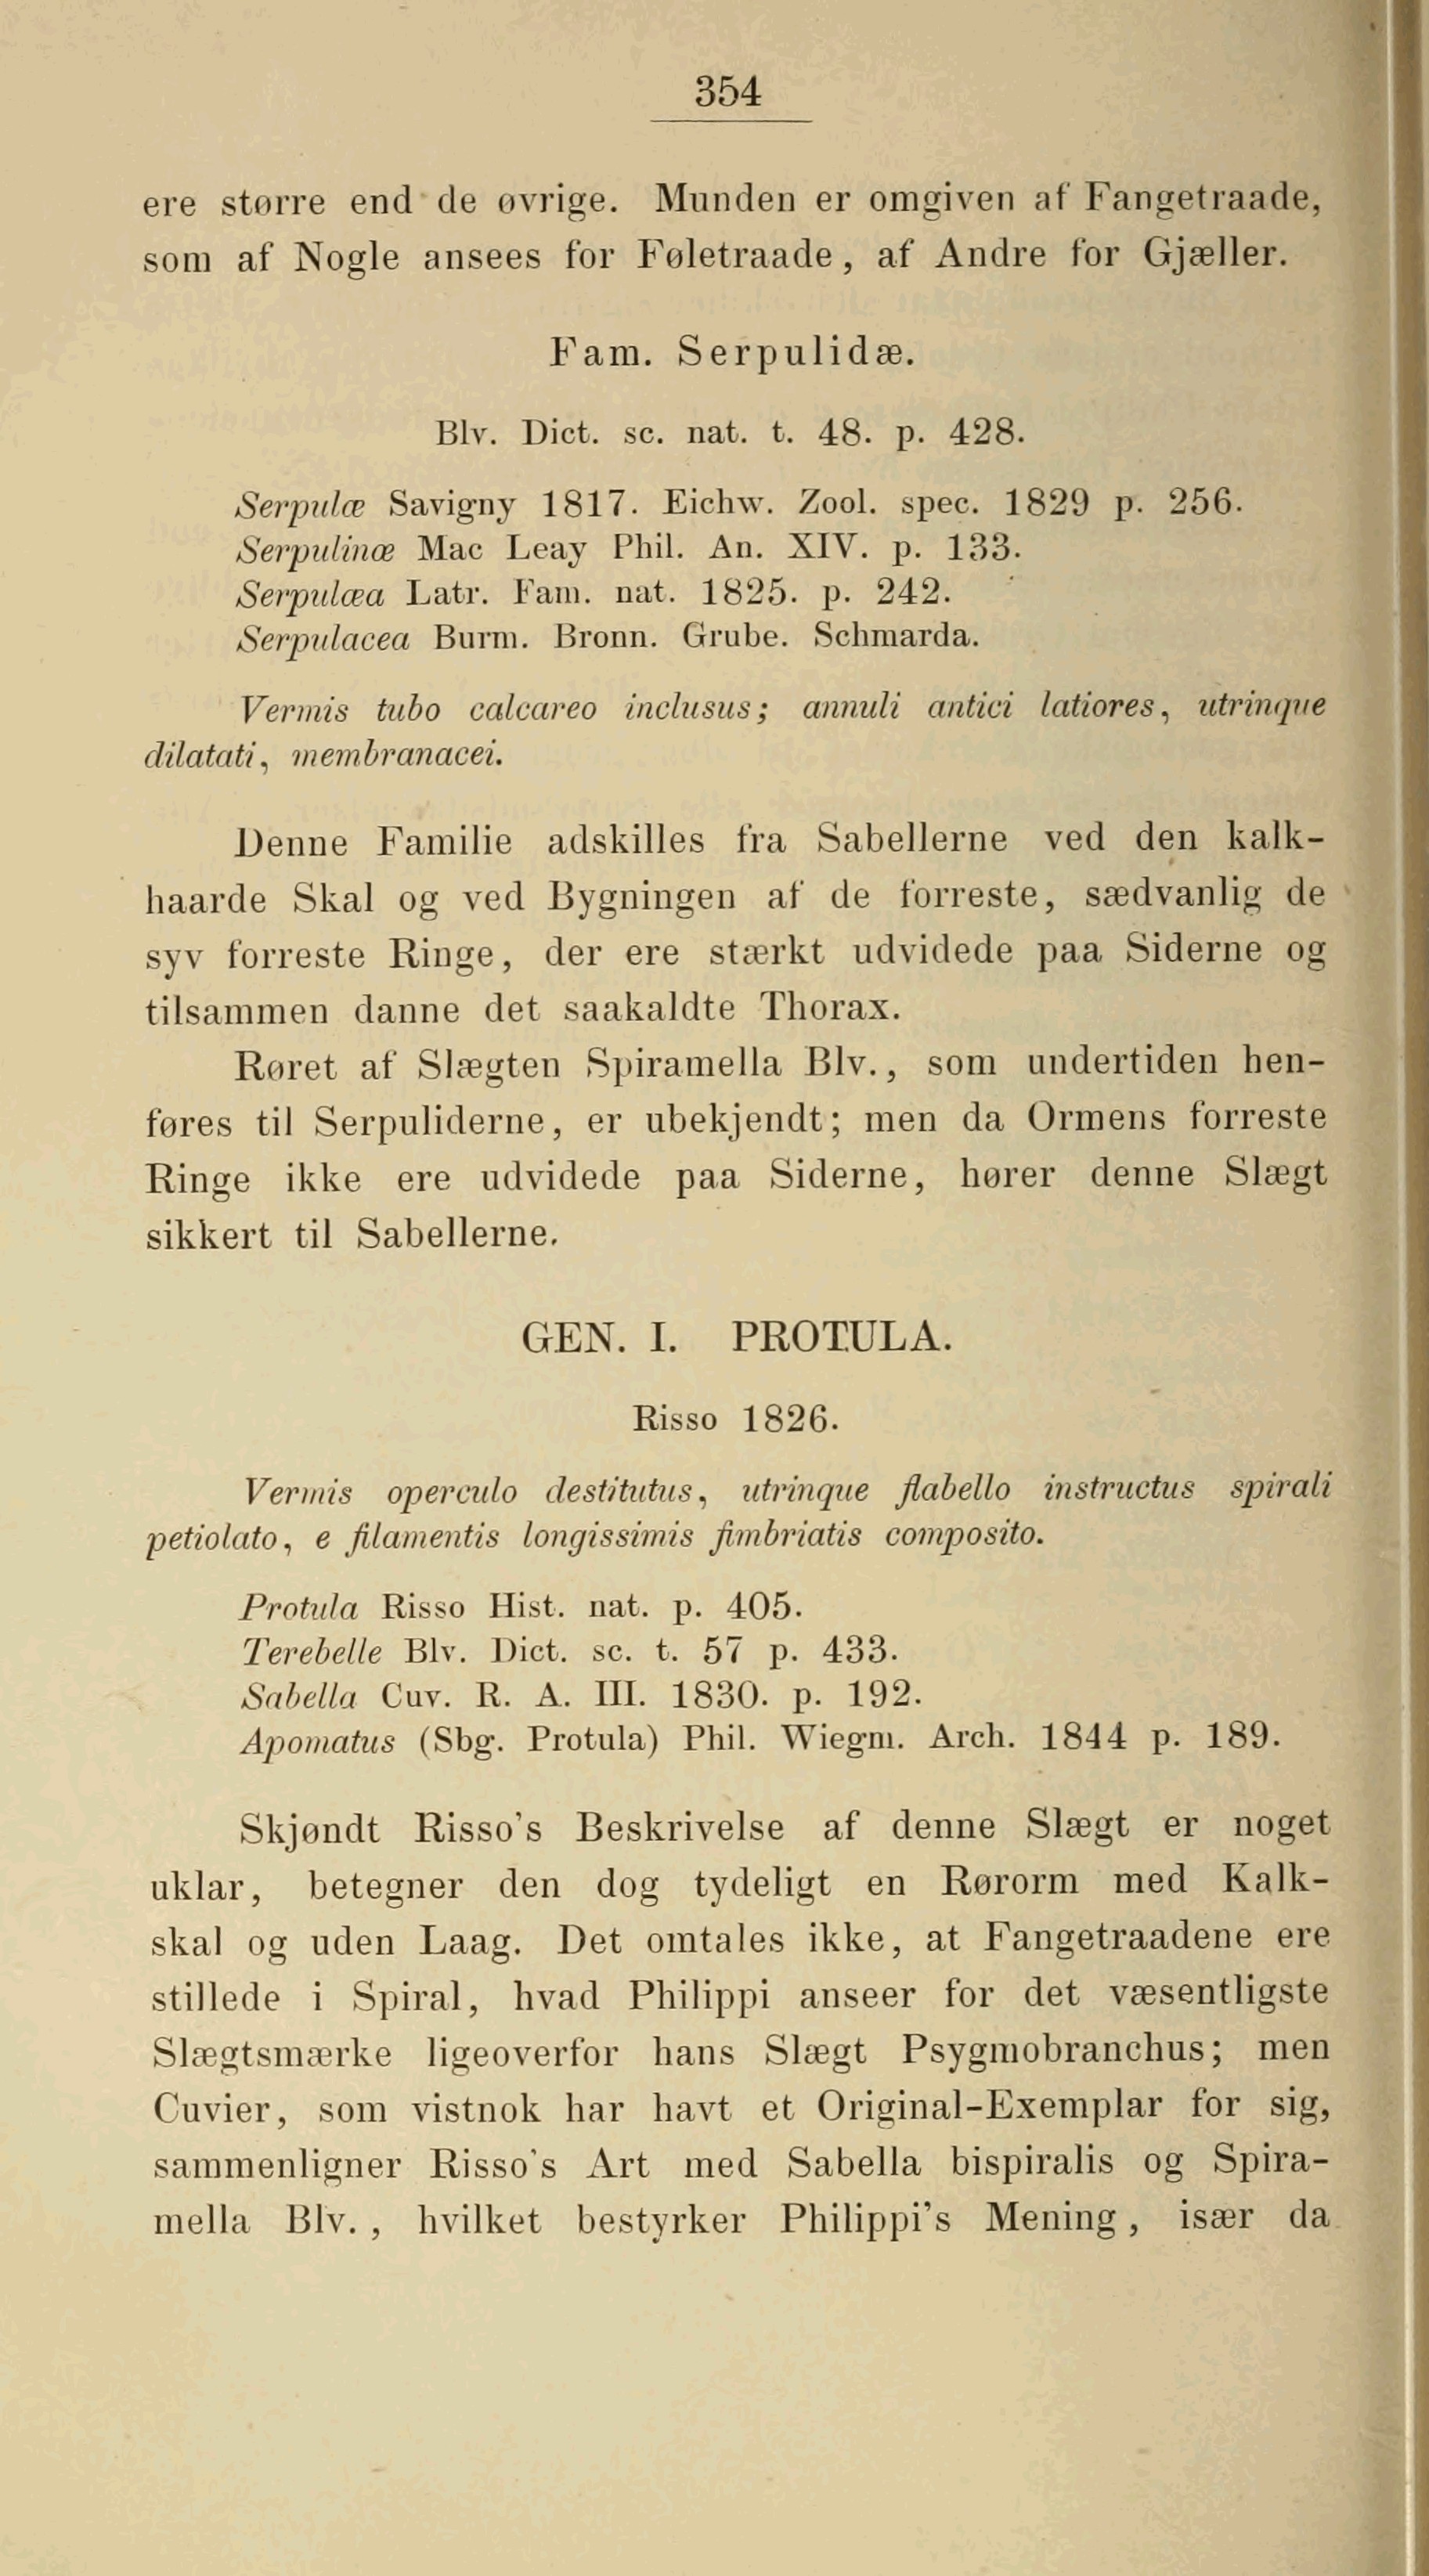 354
ere større end de øvrige. Munden er omgiven af Fangetraade,
som af Nogle ansees for Føletraade, af Andre for Gjæller.
Fam. Serpulidæ.
Blv. Dict. sc. nat. t. 48. p. 428.
Serpulæ Savigny 1817. Eichw. Zool. spec. 1829 p. 256.
Serpulinæ Mac Leay Phil. An. XIV. p. 133.
Serpulæa Latr. Fam. nat. 1825. p. 242.
Serpulacea Burm. Bronn. Grube. Schmarda.
Vermis tubo calcareo inclusus; annuli antici latiores, utrinque
dilatati, membranacei.
Denne Familie adskilles fra Sabellerne ved den kalk-
haarde Skal og ved Bygningen af de forreste, sædvanlig de
syv forreste Ringe, der ere stærkt udvidede paa Siderne og
tilsammen danne det saakaldte Thorax.
Røret af Slægten Spiramella Blv., som undertiden hen-
føres til Serpuliderne, er ubekjendt; men da Ormens forreste
Ringe ikke ere udvidede paa Siderne, hører denne Slægt
sikkert til Sabellerne.
GEN. I. PROTULA.
Risso 1826.
Vermis operculo destitutus, utrinque flabello instructus spirali
petiolato, e filamentis longissimis fimbriatis composito.
Protula Risso Hist. nat. p. 405.
Terebelle Blv. Dict. sc. t. 57 p. 433.
Sabella Cuv. R. A. III. 1830. p. 192.
Apomatus (Sbg. Protula) Phil. Wiegm. Arch. 1844 p. 189.
Skjøndt Risso's Beskrivelse af denne Slægt er noget
uklar, betegner den dog tydeligt en Rørorm med Kalk-
skal og uden Laag. Det omtales ikke, at Fangetraadene ere
stillede i Spiral, hvad Philippi anseer for det væsentligste
Slægtsmærke ligeoverfor hans Slægt Psygmobranchus; men
Cuvier, som vistnok har havt et Original-Exemplar for sig,
sammenligner Risso's Art med Sabella bispiralis og Spira-
mella Blv., hvilket bestyrker Philippi's Mening, især da